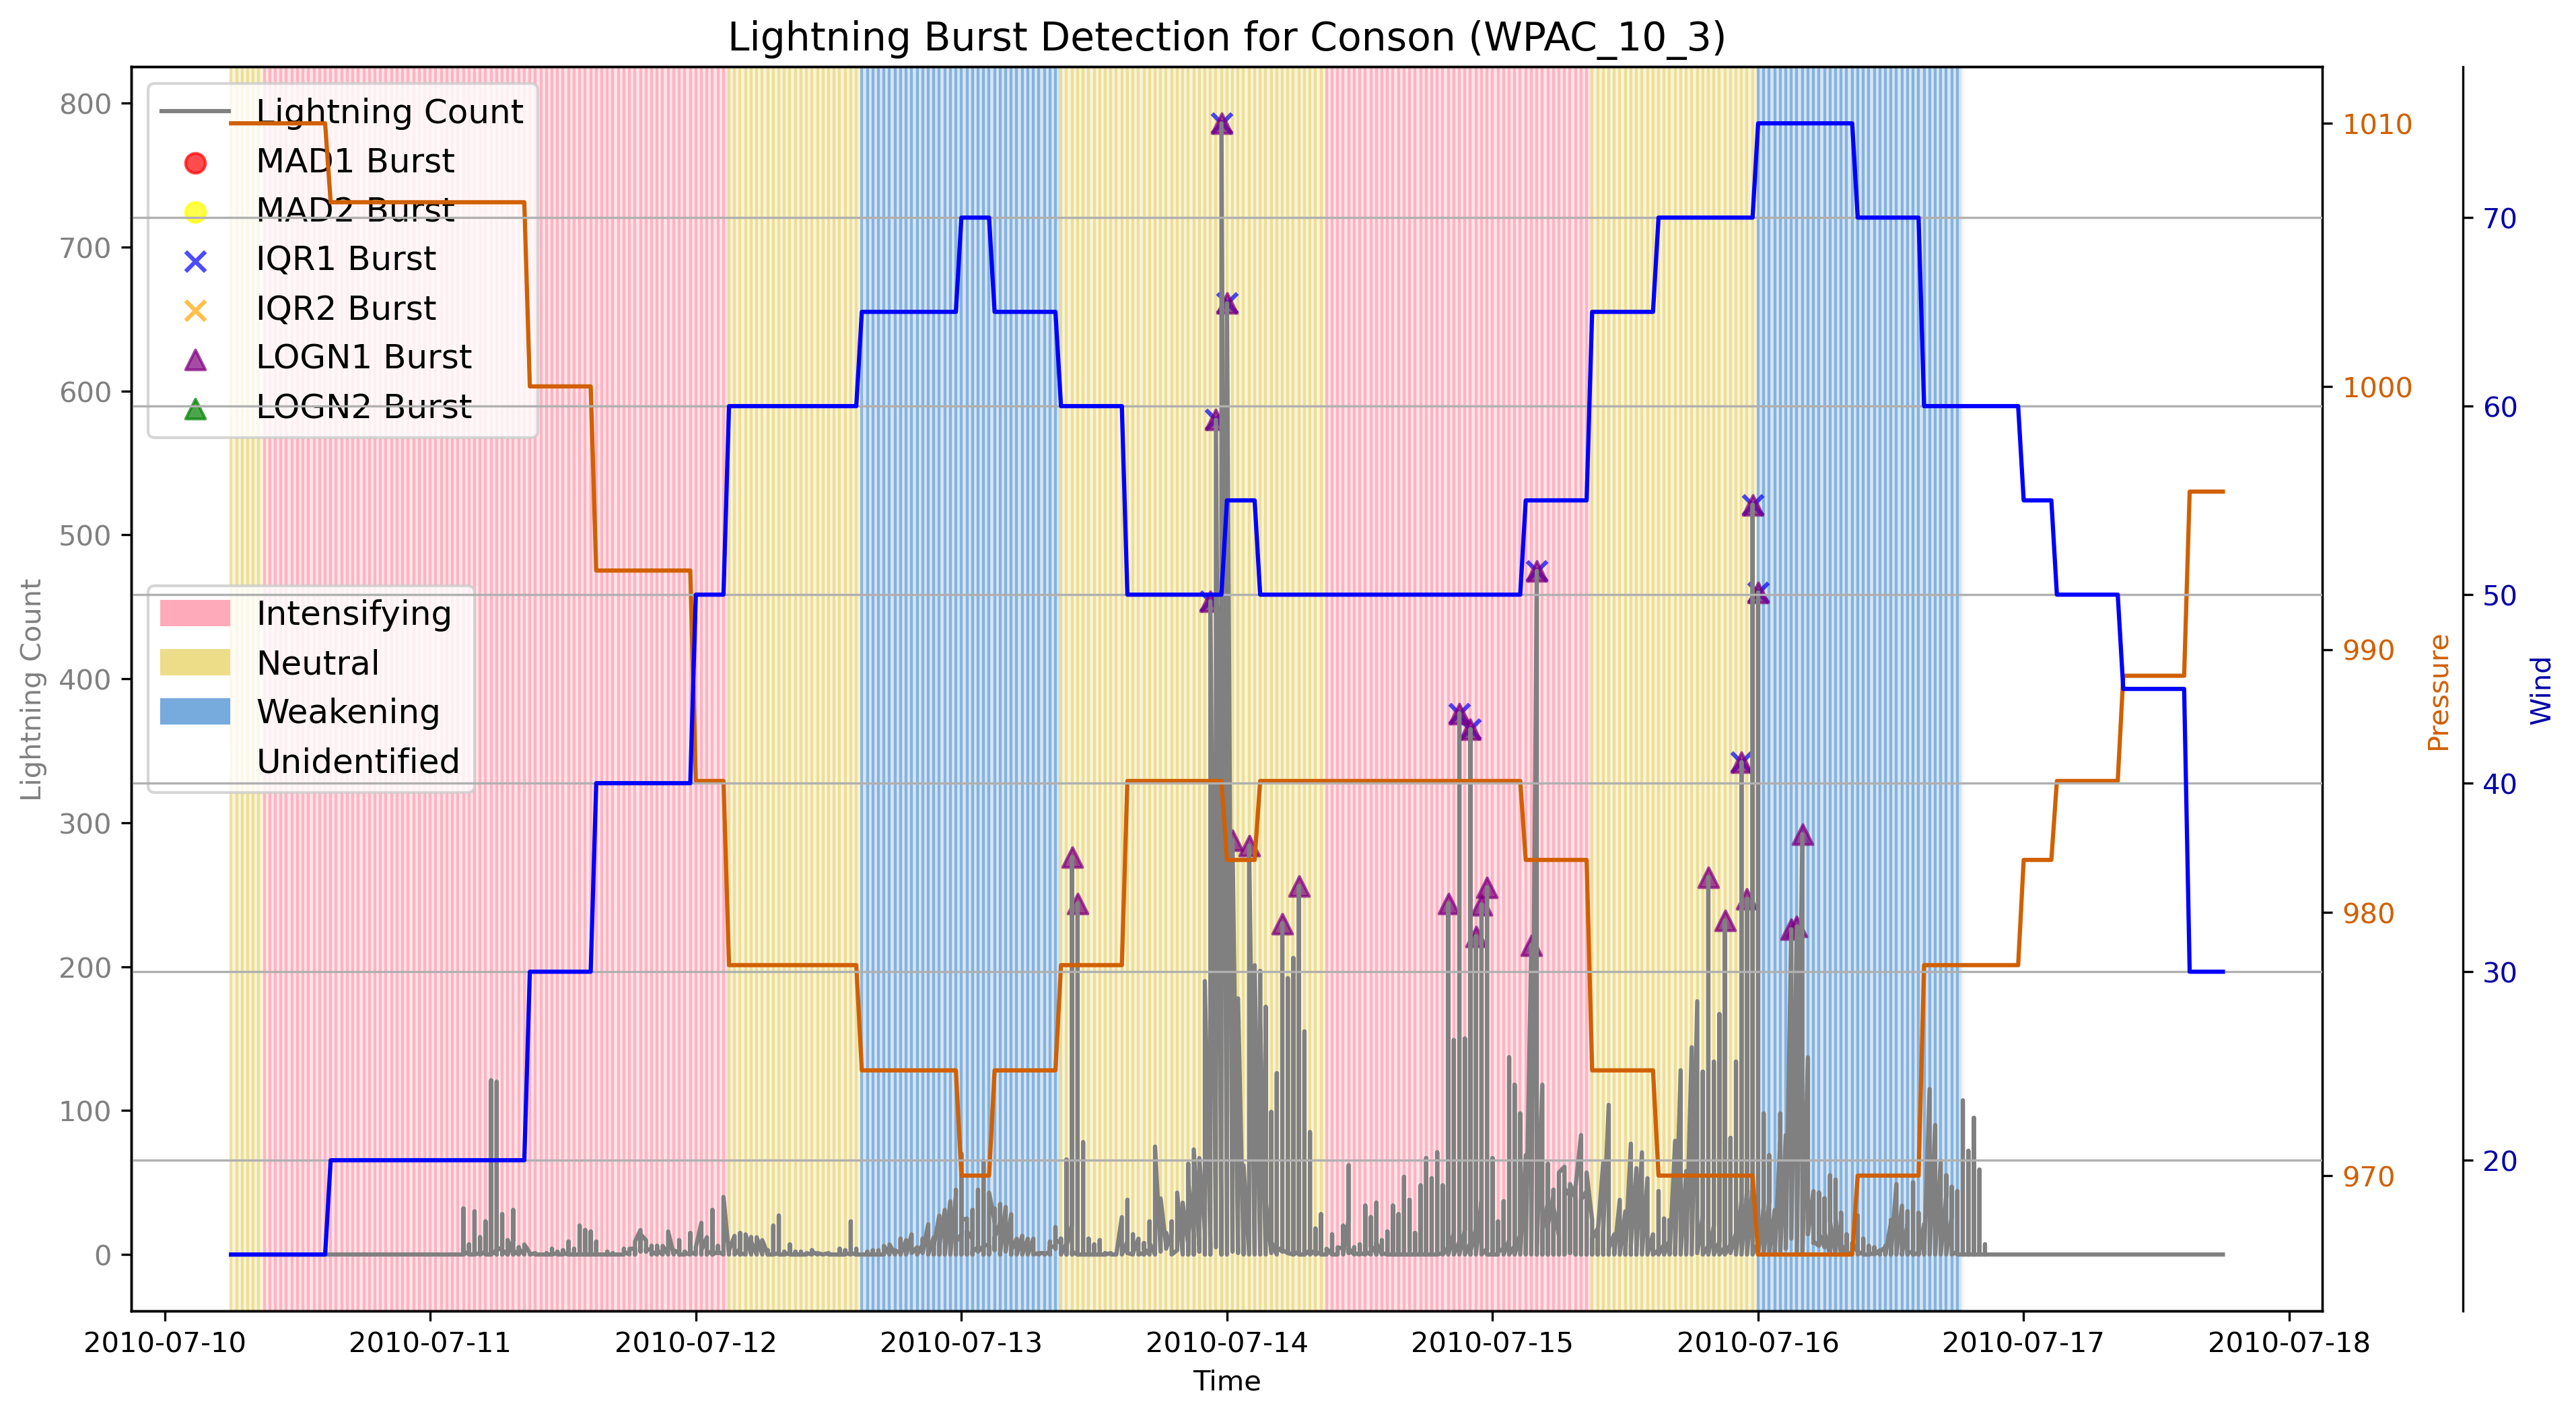 Lightning Burst Detection for Conson (WPAC_10_3)
Lightning Count
MAD1 Burst
MAD2 Burst
IQR1 Burst
IQR2 Burst
LOGN1 Burst
LOGN2 Burst
Intensifying
Neutral
Weakening
Unidentified
800
700
600
500
400
300
200
100
0
Lightning Count
1010
1000
990
980
970
Pressure
70
60
50
40
30
20
Wind
2010-07-10
2010-07-11
2010-07-12
2010-07-13
2010-07-14
2010-07-15
2010-07-16
2010-07-17
2010-07-18
Time